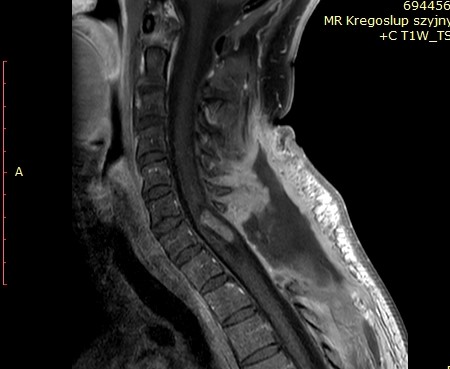 694456
MR Kregoslup szyjny
+C T1W_TS
A